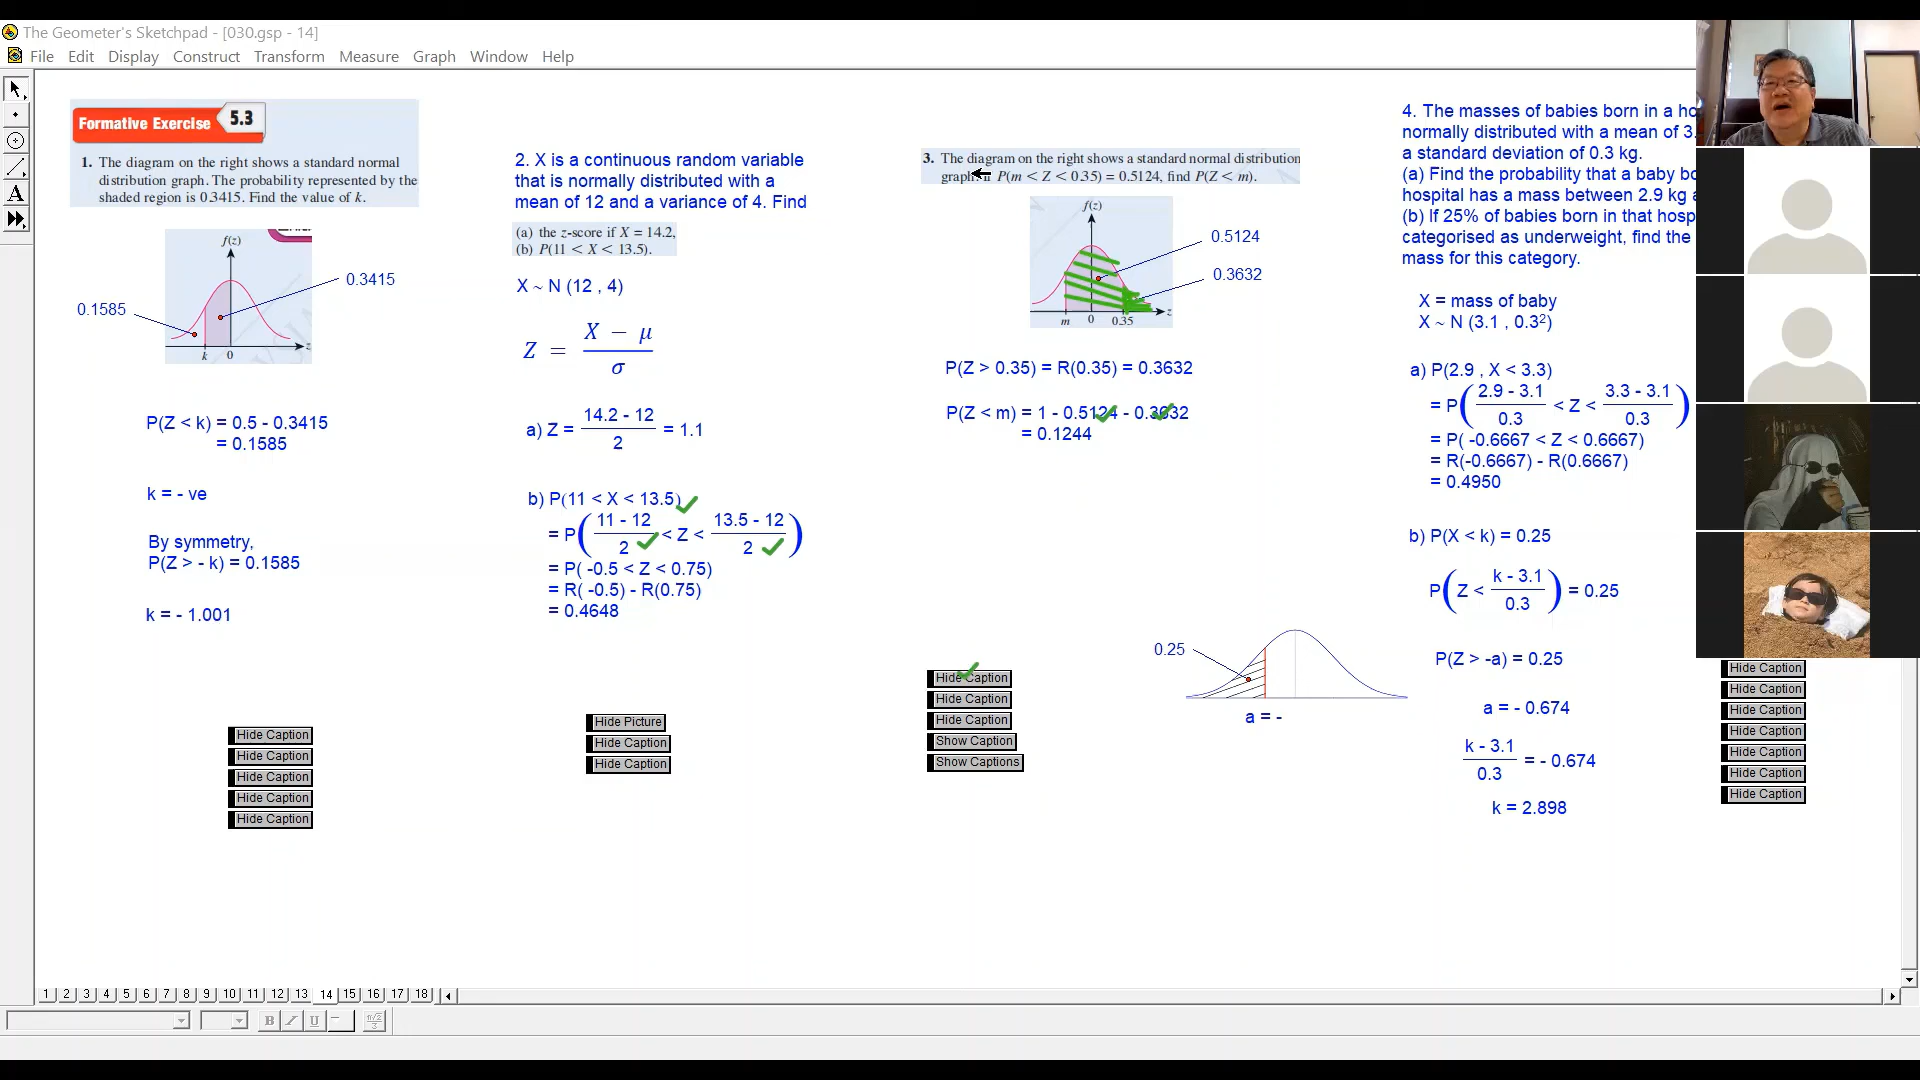 The Geometer's Sketchpad - [030.gsp - 14]
File Edit Display Construct Transform Measure Graph Window Help
Formative Exercise 5.3
1. The diagram on the right shows a standard normal
distribution graph. The probability represented by the
shaded region is 0.3415. Find the value of k.
f(z)
0.3415
0.1585
k 0 z
P(Z < k) = 0.5 - 0.3415
= 0.1585
k = - ve
By symmetry,
P(Z > - k) = 0.1585
k = - 1.001
Hide Caption
Hide Caption
Hide Caption
Hide Caption
Hide Caption
2. X is a continuous random variable
that is normally distributed with a
mean of 12 and a variance of 4. Find
(a) the z-score if X = 14.2,
(b) P(11 < X < 13.5).
X ~ N (12 , 4)
Z = (X − μ)/σ
a) Z = (14.2 - 12)/2 = 1.1
b) P(11 < X < 13.5)
= P( (11 - 12)/2 < Z < (13.5 - 12)/2 )
= P( -0.5 < Z < 0.75)
= R( -0.5) - R(0.75)
= 0.4648
Hide Picture
Hide Caption
Hide Caption
3. The diagram on the right shows a standard normal distribution
P(m < Z < 0.35) = 0.5124, find P(Z < m).
f(z)
0.5124
0.3632
m 0 0.35 z
P(Z > 0.35) = R(0.35) = 0.3632
P(Z < m) = 1 - 0.5124 - 0.3632
= 0.1244
Hide Caption
Hide Caption
Hide Caption
Show Caption
Show Captions
0.25
a = -
4. The masses of babies born in a
normally distributed with a mean of 3.
a standard deviation of 0.3 kg.
(a) Find the probability that a baby
hospital has a mass between 2.9 kg
(b) If 25% of babies born in that
categorised as underweight, find the
mass for this category.
X = mass of baby
X ~ N (3.1 , 0.3²)
a) P(2.9 , X < 3.3)
= P( (2.9 - 3.1)/0.3 < Z < (3.3 - 3.1)/0.3 )
= P( -0.6667 < Z < 0.6667)
= R(-0.6667) - R(0.6667)
= 0.4950
b) P(X < k) = 0.25
P( Z < (k - 3.1)/0.3 ) = 0.25
P(Z > -a) = 0.25
a = - 0.674
(k - 3.1)/0.3 = - 0.674
k = 2.898
Hide Caption
Hide Caption
Hide Caption
Hide Caption
Hide Caption
Hide Caption
Hide Caption
1 2 3 4 5 6 7 8 9 10 11 12 13 14 15 16 17 18
B I U